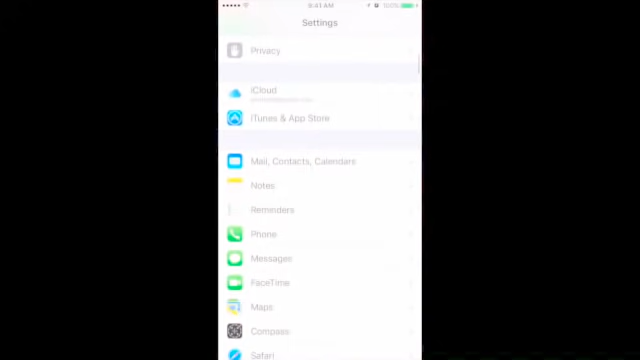 9:41 AM
100%
Settings
Privacy
iCloud
iTunes & App Store
Mail, Contacts, Calendars
Notes
Reminders
Phone
Messages
FaceTime
Maps
Compass
Safari